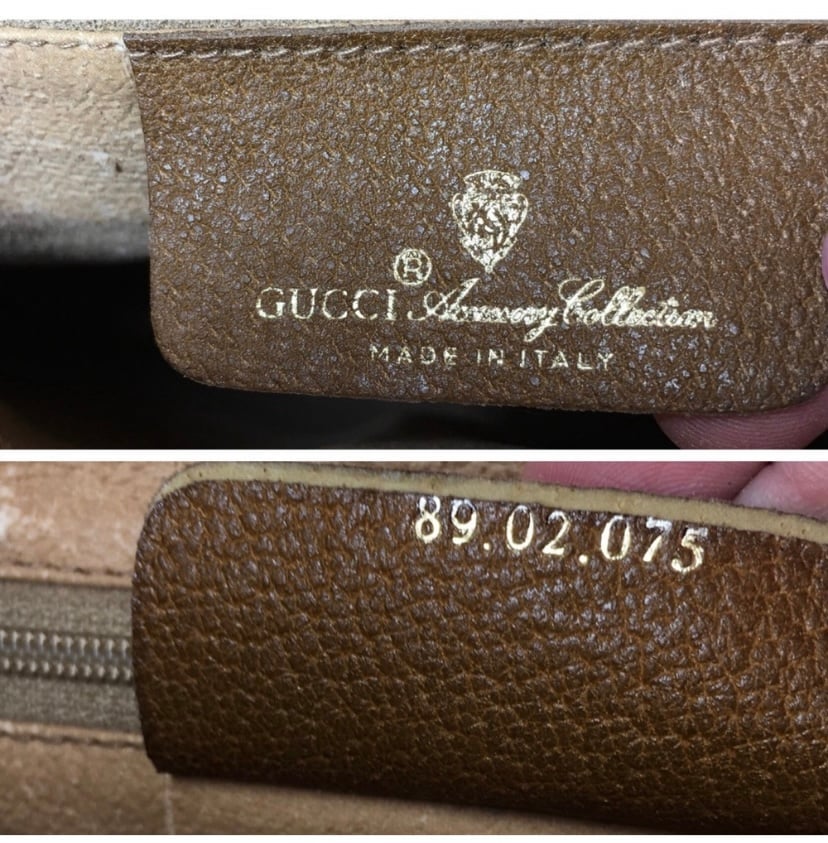 GUCCI® Accessory Collection
MADE IN ITALY
89.02.075